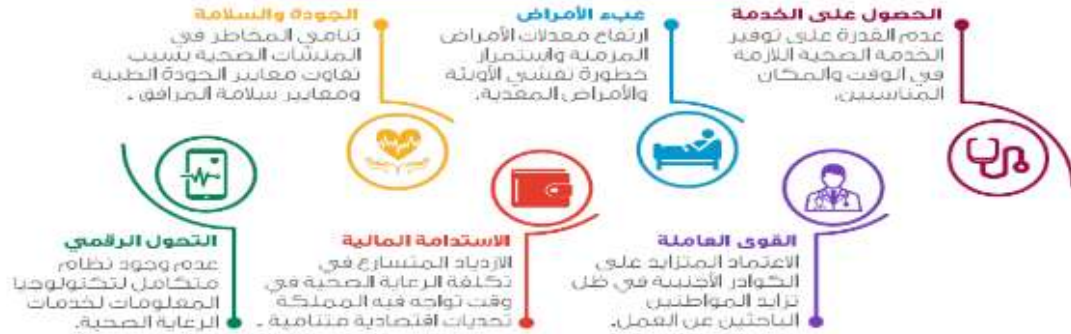 الحصول على الخدمة
عدم القدرة على توفير
الخدمة الصحية اللازمة
في الوقت والمكان
المناسبين.
القوى العاملة
الاعتماد المتزايد على
الكوادر الأجنبية في ظل
تزايد المواطنين
الباحثين عن العمل.
عبء الأمراض
ارتفاع معدلات الأمراض
المزمنة واستمرار
خطورة تفشي الأوبئة
والأمراض المعدية.
الاستدامة المالية
الازدياد المتسارع في
تكلفة الرعاية الصحية في
وقت تواجه فيه المملكة
تحديات اقتصادية متنامية .
الجودة والسلامة
تنامي المخاطر في
المنشآت الصحية بسبب
تفاوت معايير الجودة الطبية
ومعايير سلامة المرافق .
التحول الرقمي
عدم وجود نظام
متكامل لتكنولوجيا
المعلومات لخدمات
الرعاية الصحية.